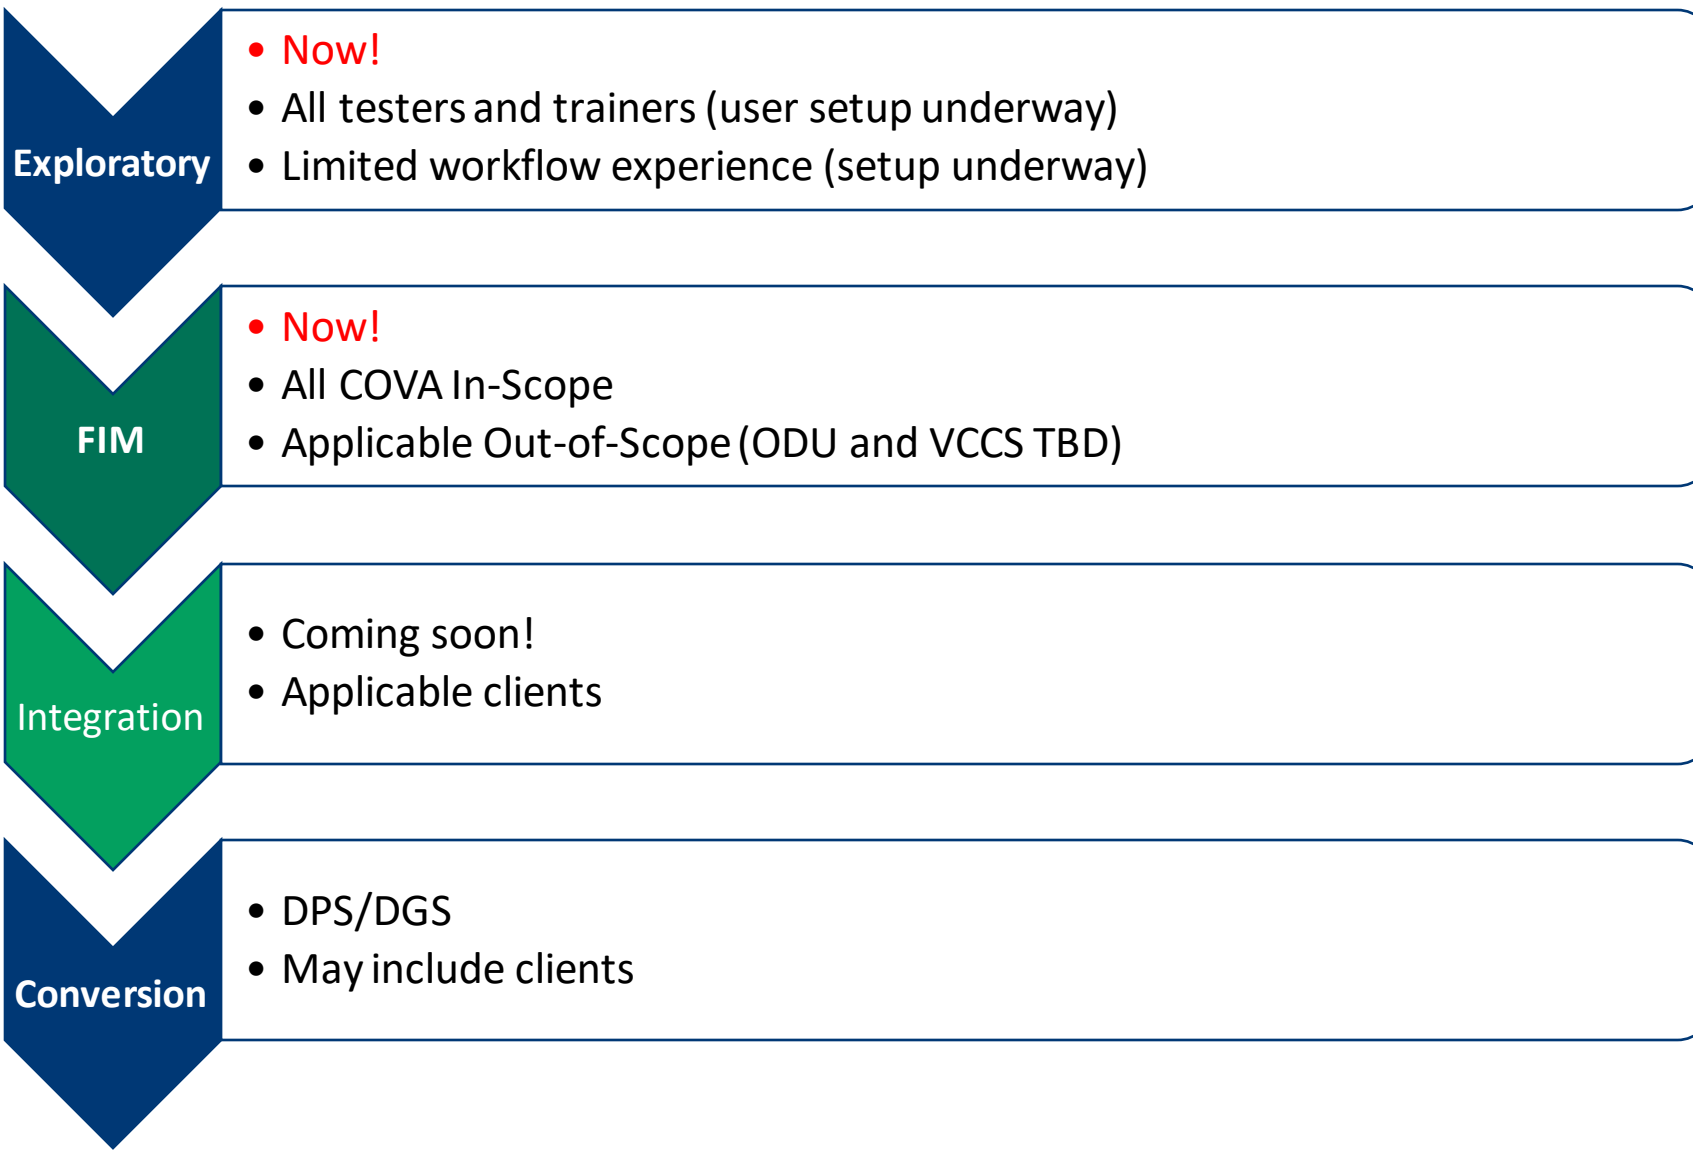 Exploratory
• Now!
• All testers and trainers (user setup underway)
• Limited workflow experience (setup underway)
FIM
• Now!
• All COVA In-Scope
• Applicable Out-of-Scope (ODU and VCCS TBD)
Integration
• Coming soon!
• Applicable clients
Conversion
• DPS/DGS
• May include clients